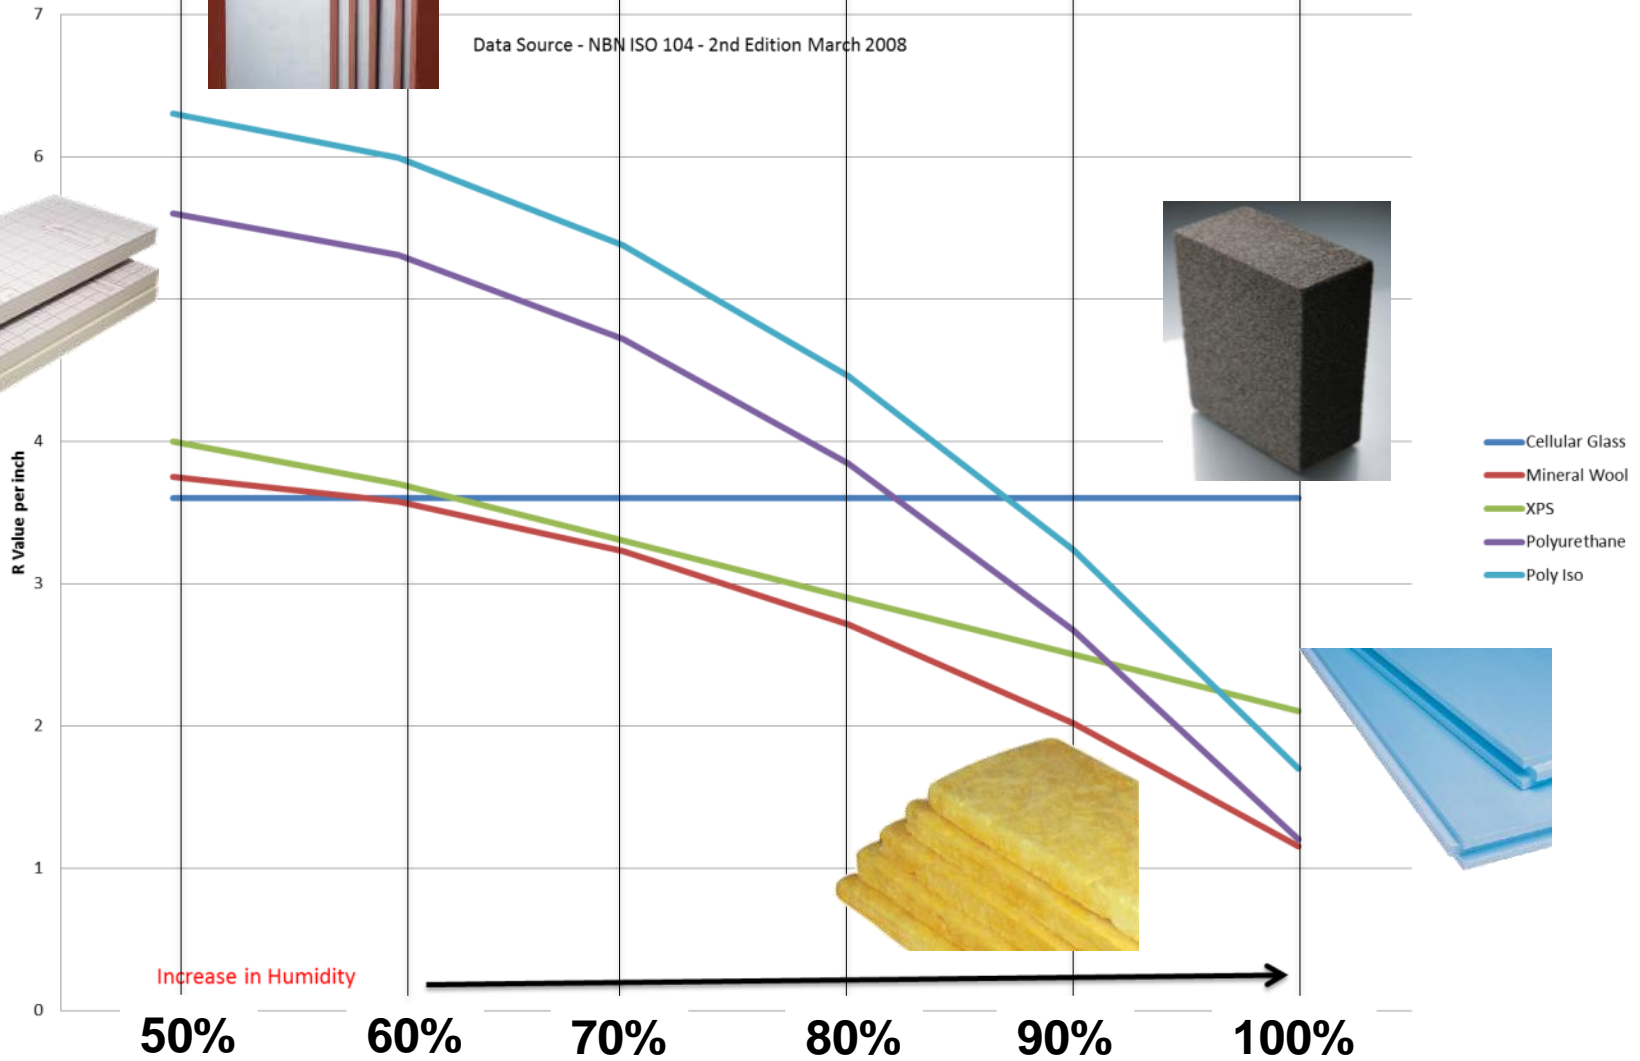 7
Data Source - NBN ISO 104 - 2nd Edition March 2008
6
4
R Value per inch
3
2
1
0
Cellular Glass
Mineral Wool
XPS
Polyurethane
Poly Iso
Increase in Humidity
50% 60% 70% 80% 90% 100%